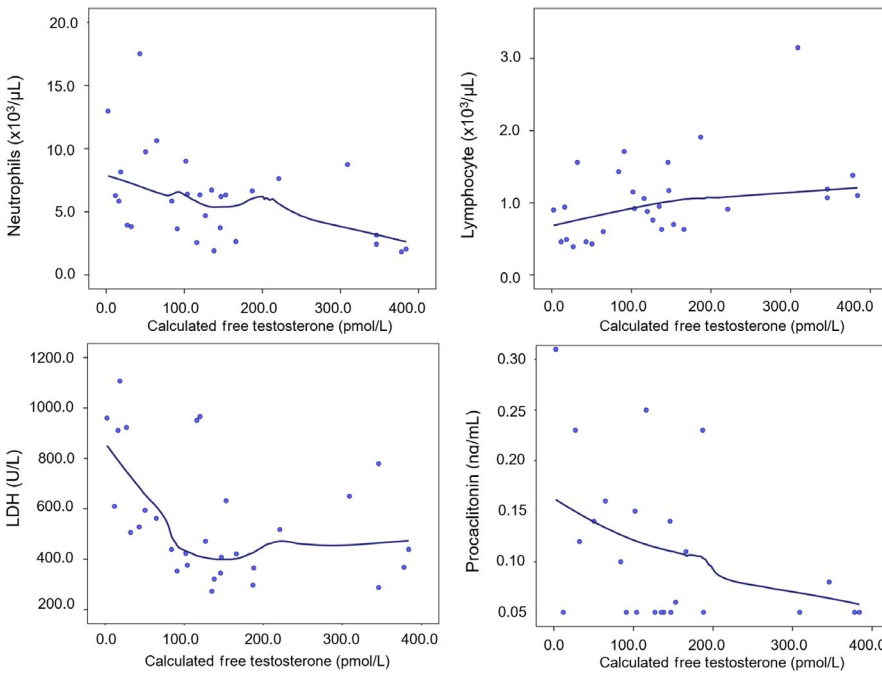 20.0
15.0
10.0
5.0
0.0
Neutrophils (x10³/µL)
0.0 100.0 200.0 300.0 400.0
Calculated free testosterone (pmol/L)
3.0
2.0
1.0
0.0
Lymphocyte (x10³/µL)
0.0 100.0 200.0 300.0 400.0
Calculated free testosterone (pmol/L)
1200.0
1000.0
800.0
600.0
400.0
200.0
LDH (U/L)
0.0 100.0 200.0 300.0 400.0
Calculated free testosterone (pmol/L)
0.30
0.25
0.20
0.15
0.10
0.05
Procaclitonin (ng/mL)
0.0 100.0 200.0 300.0 400.0
Calculated free testosterone (pmol/L)